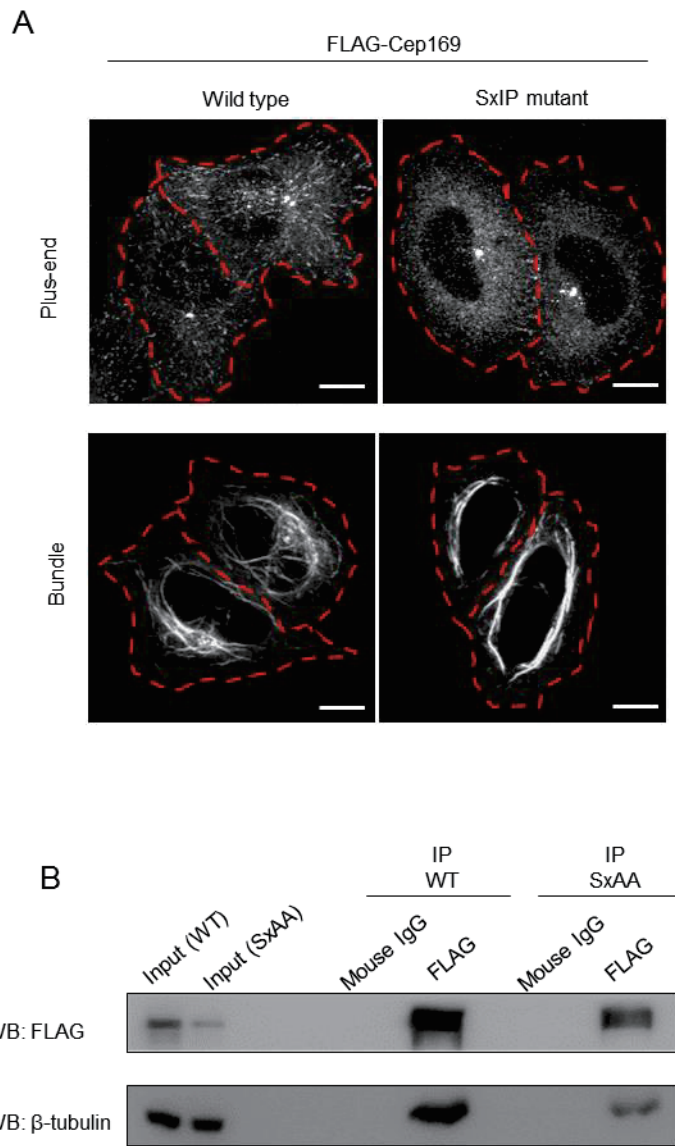 A
FLAG-Cep169
Wild type
SxIP mutant
Plus-end
Bundle
B
IP
WT
IP
SxAA
Input (WT)
Input (SxAA)
Mouse IgG
FLAG
Mouse IgG
FLAG
WB: FLAG
WB: β-tubulin